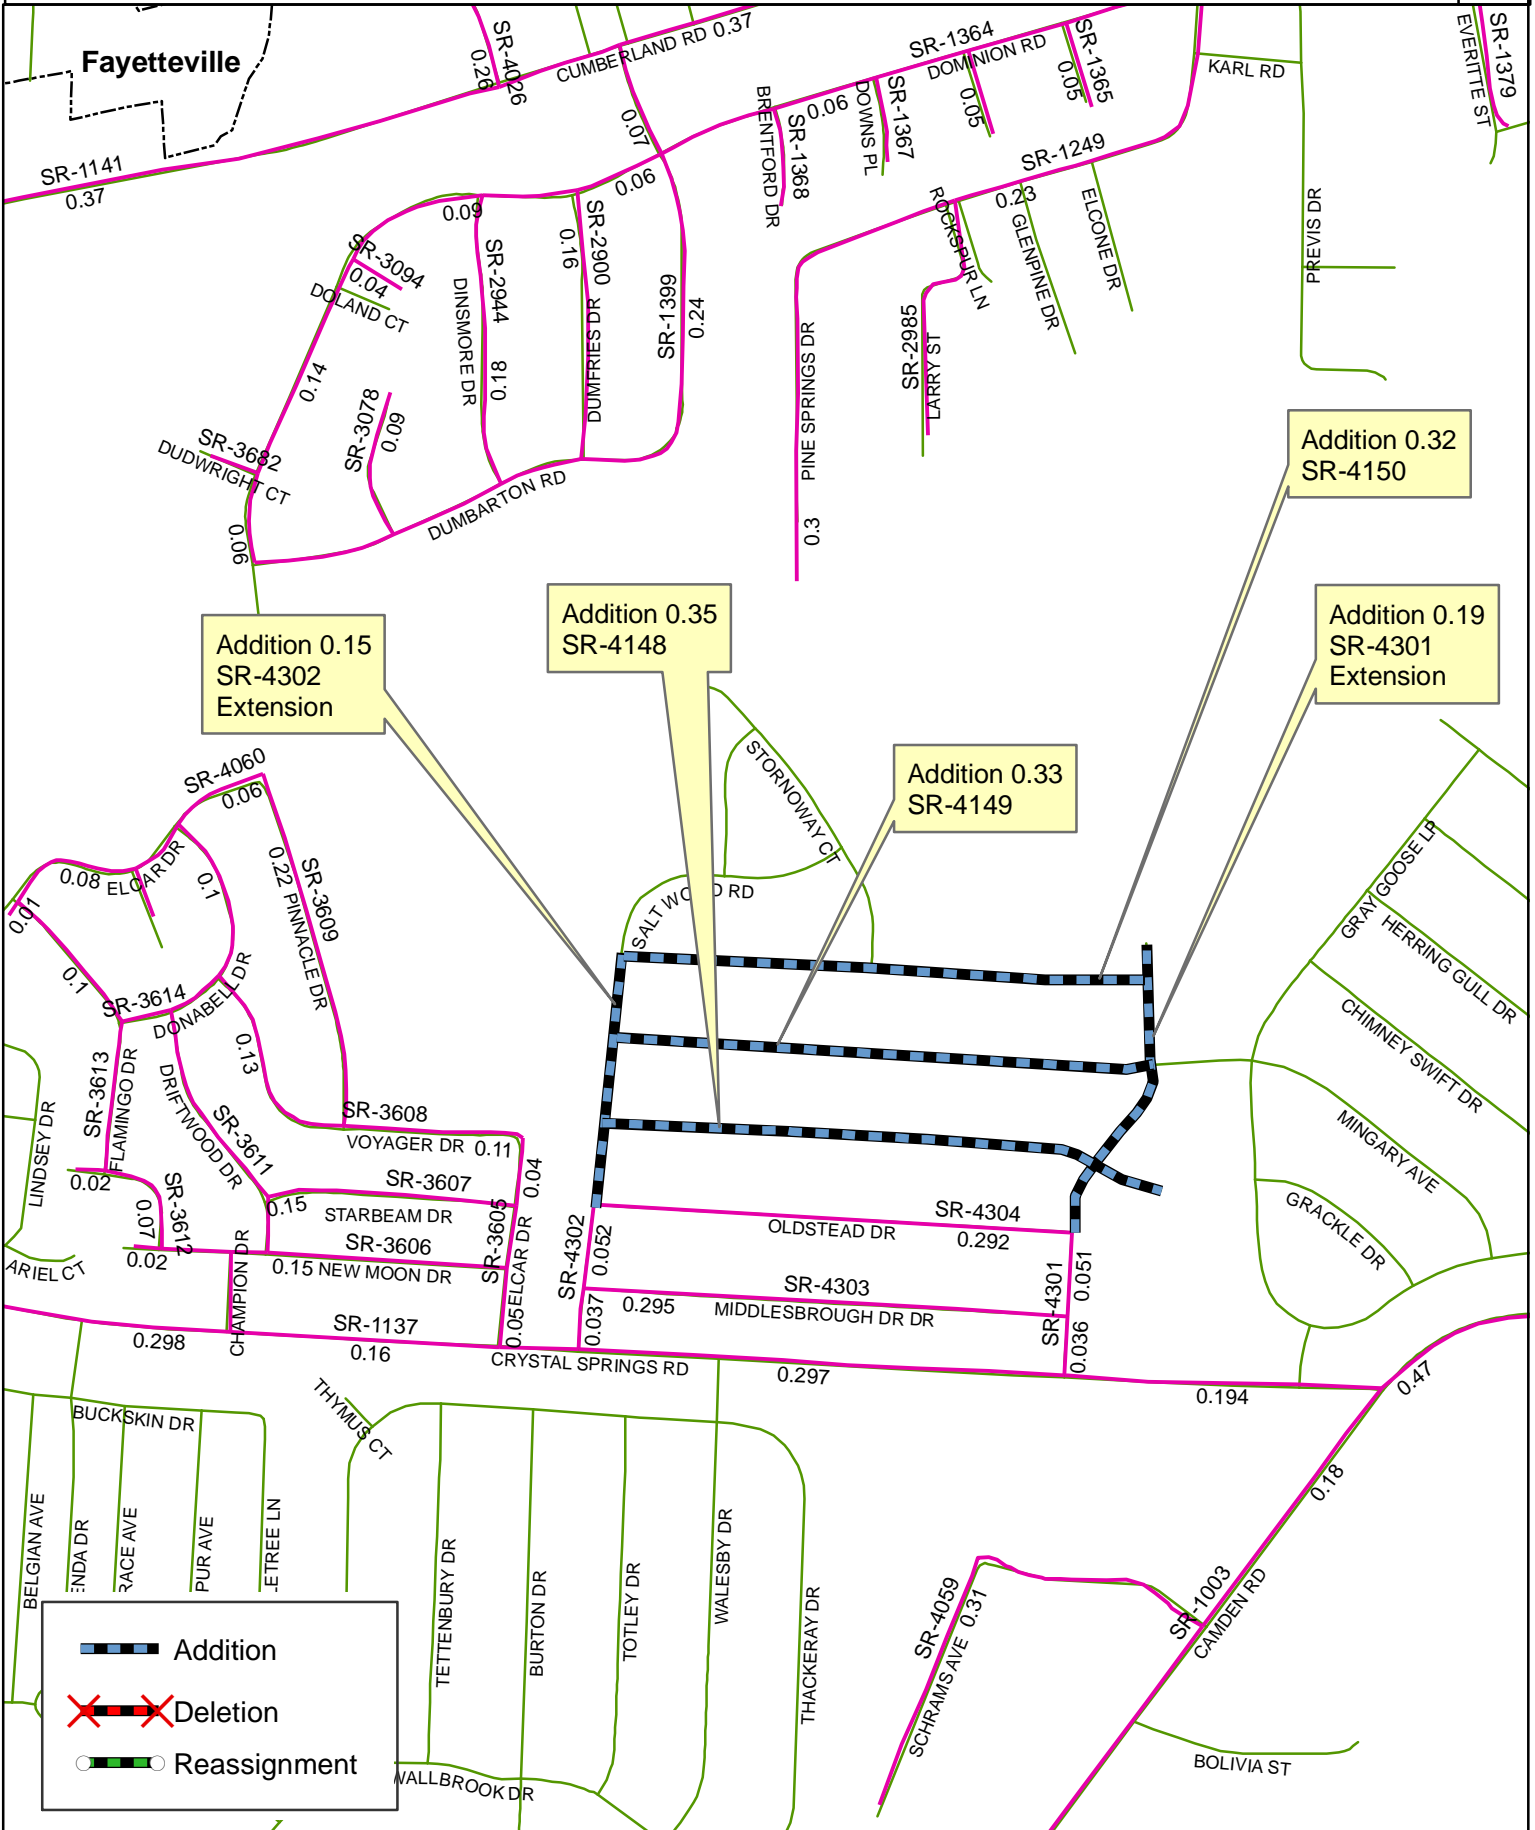 Fayetteville
SR-4026
0.26
CUMBERLAND RD 0.37
SR-1364
DOMINION RD
SR-1365
0.05
KARL RD
EVERITTE ST
SR-1379
SR-1141
0.37
0.07
BRENTFORD DR
SR-1368
0.06
DOWNS PL
SR-1367
0.05
SR-1249
0.23
0.06
0.09
SR-3094
0.04
DOLAND CT
SR-2944
DINSMORE DR
0.18
SR-2900
0.16
DUMFRIES DR
SR-1399
0.24
ROCKSPUR LN
GLENPINE DR
ELCONE DR
PREVIS DR
SR-2985
LARRY ST
PINE SPRINGS DR
0.3
0.14
SR-3078
0.09
SR-3682
DUDWRIGHT CT
0.06
DUMBARTON RD
Addition 0.32
SR-4150
Addition 0.15
SR-4302
Extension
Addition 0.35
SR-4148
Addition 0.19
SR-4301
Extension
Addition 0.33
SR-4149
STORNOWAY CT
SALT WOOD RD
SR-4060
0.06
0.08
ELCAR DR
0.1
0.22 PINNACLE DR
SR-3609
0.01
0.1
SR-3614
DONABELL DR
0.13
GRAY GOOSE LP
HERRING GULL DR
CHIMNEY SWIFT DR
MINGARY AVE
GRACKLE DR
LINDSEY DR
SR-3613
FLAMINGO DR
DRIFTWOOD DR
SR-3611
SR-3608
VOYAGER DR 0.11
0.04
SR-3607
0.15
STARBEAM DR
0.02
0.07
SR-3612
SR-3605
ELCAR DR
0.05
SR-3606
0.15 NEW MOON DR
0.02
ARIEL CT
CHAMPION DR
SR-4302
0.052
0.037
SR-4304
OLDSTEAD DR
0.292
SR-4303
0.295
MIDDLESBROUGH DR DR
SR-4301
0.051
0.036
0.298
SR-1137
0.16
CRYSTAL SPRINGS RD
0.297
0.194
0.47
0.18
THYMUS CT
BUCKSKIN DR
BELGIAN AVE
ENDA DR
RACE AVE
PUR AVE
ETREE LN
TETTENBURY DR
BURTON DR
TOTLEY DR
WALESBY DR
THACKERAY DR
SR-4059
0.31
SCHRAMS AVE
SR-1003
CAMDEN RD
BOLIVIA ST
WALLBROOK DR
Addition
Deletion
Reassignment